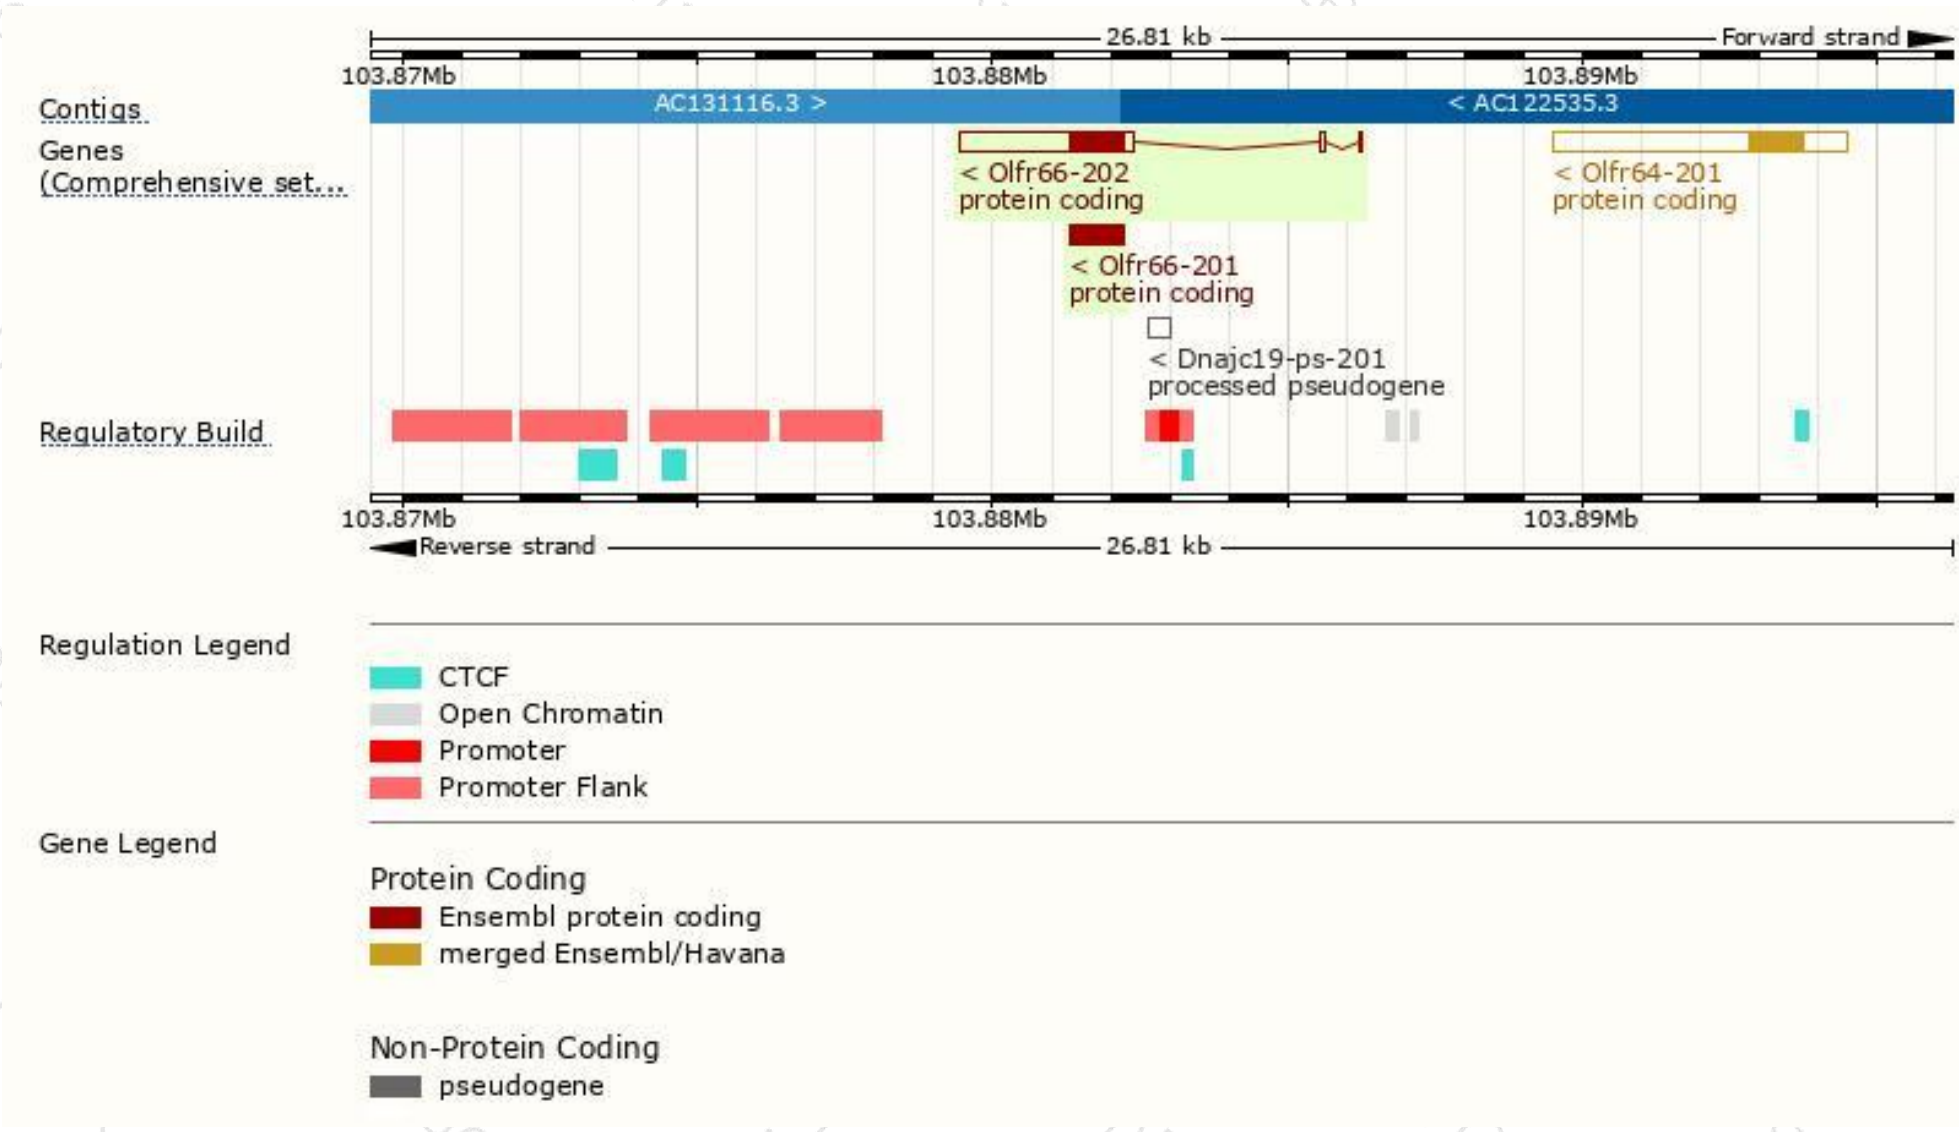 26.81 kb Forward strand
103.87Mb 103.88Mb 103.89Mb
Contigs AC131116.3 > < AC122535.3
Genes
(Comprehensive set...
< Olfr66-202 < Olfr64-201
protein coding protein coding
< Olfr66-201
protein coding
< Dnajc19-ps-201
processed pseudogene
Regulatory Build
103.87Mb 103.88Mb 103.89Mb
Reverse strand 26.81 kb
Regulation Legend
CTCF
Open Chromatin
Promoter
Promoter Flank
Gene Legend
Protein Coding
Ensembl protein coding
merged Ensembl/Havana
Non-Protein Coding
pseudogene